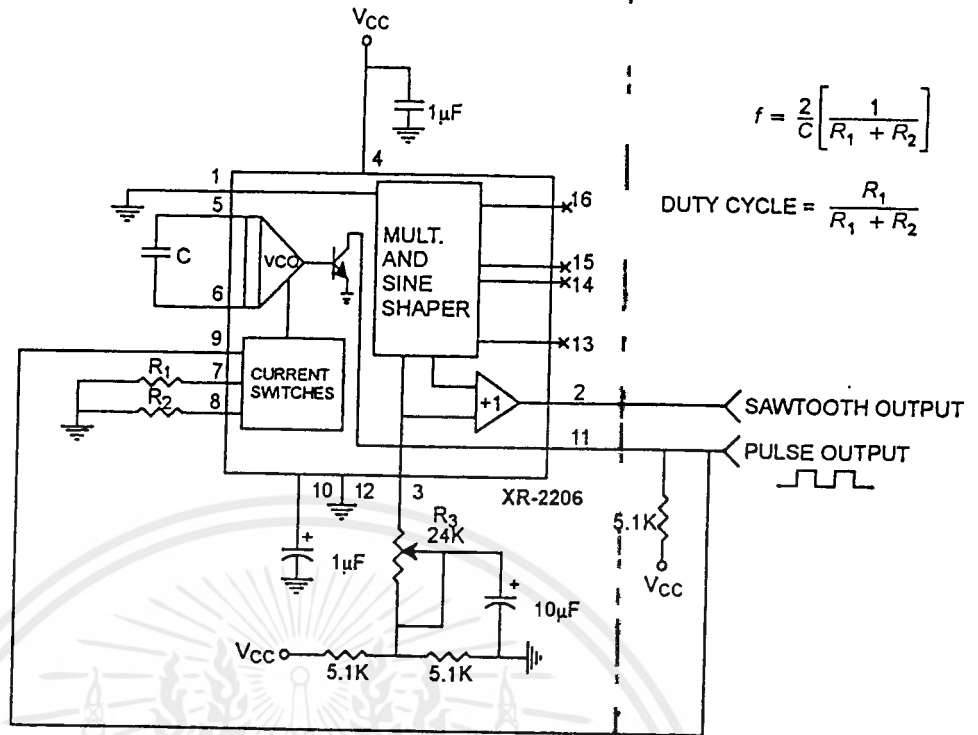 VCC
1µF
f = 2/C [ 1 / R1 + R2 ]
DUTY CYCLE = R1 / R1 + R2
4
1
5
C
6
VCO
MULT.
AND
SINE
SHAPER
16
15
14
13
9
R1
7
R2
8
CURRENT
SWITCHES
+1
2
SAWTOOTH OUTPUT
11
PULSE OUTPUT
10
12
3
XR-2206
+
1µF
R3
24K
+
10µF
5.1K
VCC
VCC
5.1K
5.1K